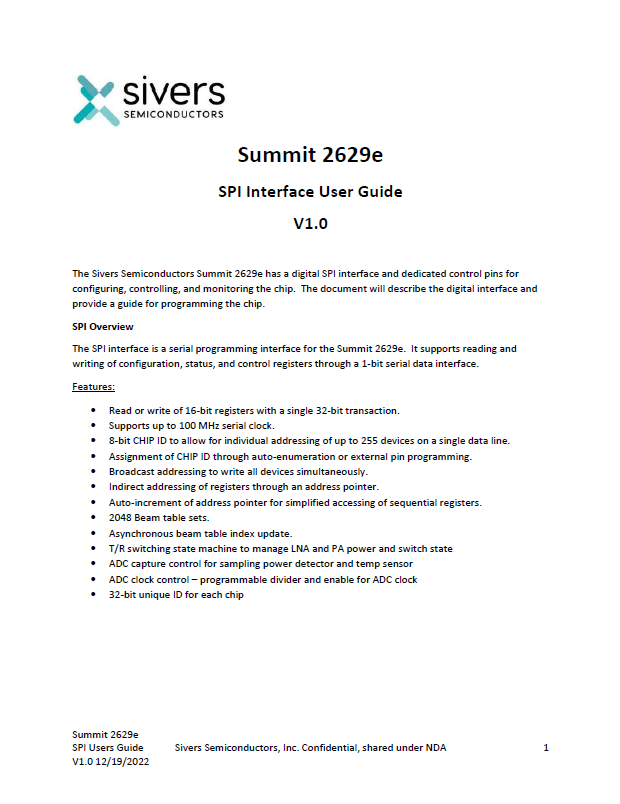 sivers
SEMICONDUCTORS
Summit 2629e
SPI Interface User Guide
V1.0
The Sivers Semiconductors Summit 2629e has a digital SPI interface and dedicated control pins for
configuring, controlling, and monitoring the chip. The document will describe the digital interface and
provide a guide for programming the chip.
SPI Overview
The SPI interface is a serial programming interface for the Summit 2629e. It supports reading and
writing of configuration, status, and control registers through a 1-bit serial data interface.
Features:
• Read or write of 16-bit registers with a single 32-bit transaction.
• Supports up to 100 MHz serial clock.
• 8-bit CHIP ID to allow for individual addressing of up to 255 devices on a single data line.
• Assignment of CHIP ID through auto-enumeration or external pin programming.
• Broadcast addressing to write all devices simultaneously.
• Indirect addressing of registers through an address pointer.
• Auto-increment of address pointer for simplified accessing of sequential registers.
• 2048 Beam table sets.
• Asynchronous beam table index update.
• T/R switching state machine to manage LNA and PA power and switch state
• ADC capture control for sampling power detector and temp sensor
• ADC clock control – programmable divider and enable for ADC clock
• 32-bit unique ID for each chip
Summit 2629e
SPI Users Guide Sivers Semiconductors, Inc. Confidential, shared under NDA 1
V1.0 12/19/2022